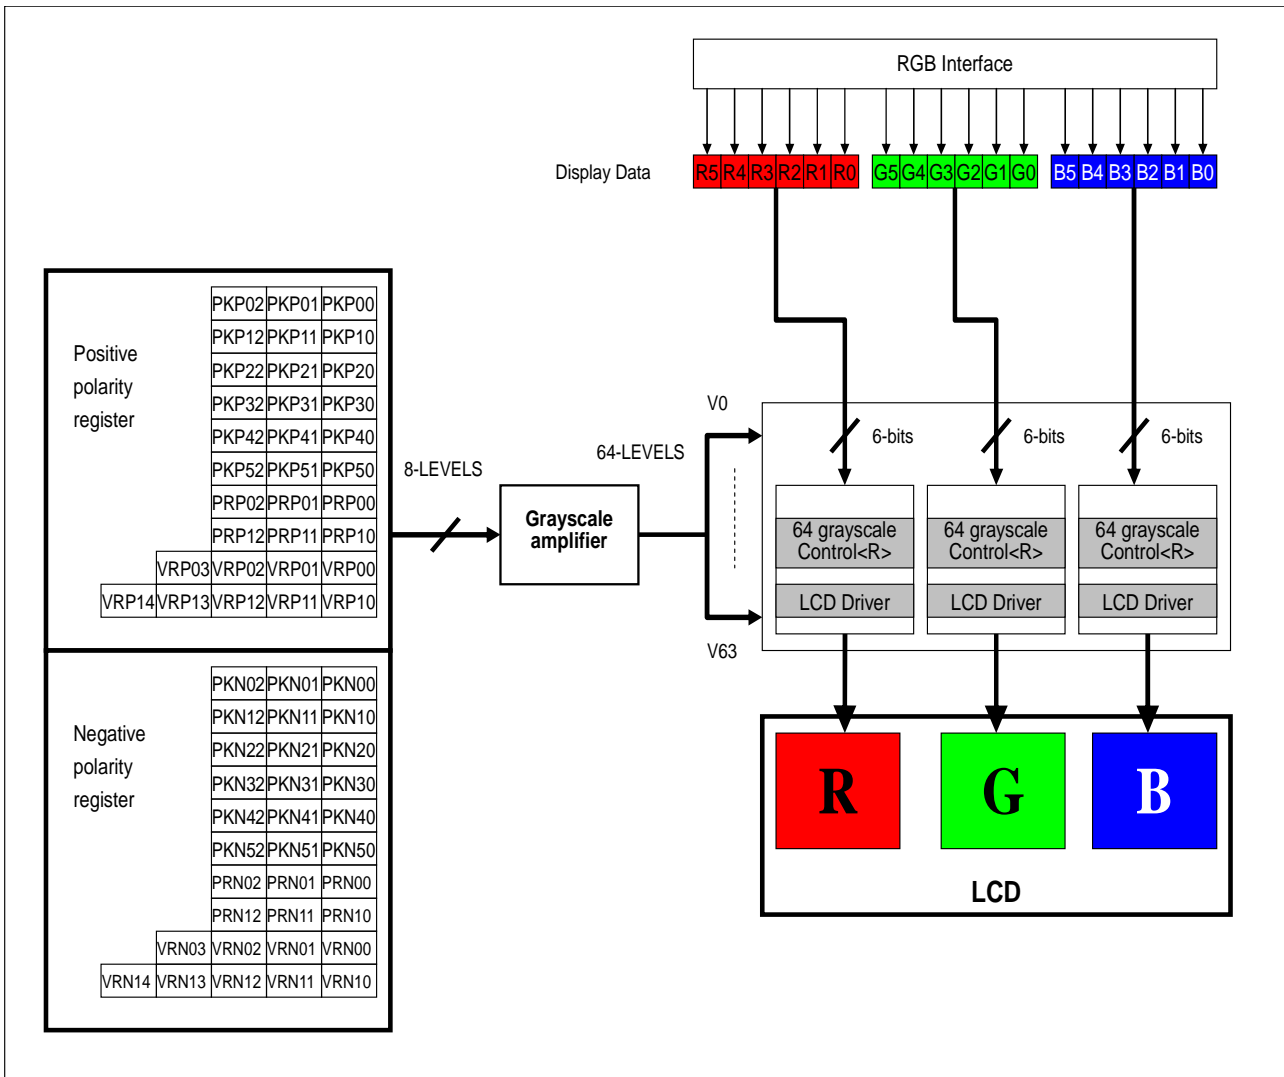 RGB Interface
Display Data
R5 R4 R3 R2 R1 R0 G5 G4 G3 G2 G1 G0 B5 B4 B3 B2 B1 B0
Positive
polarity
register
PKP02 PKP01 PKP00
PKP12 PKP11 PKP10
PKP22 PKP21 PKP20
PKP32 PKP31 PKP30
PKP42 PKP41 PKP40
PKP52 PKP51 PKP50
PRP02 PRP01 PRP00
PRP12 PRP11 PRP10
VRP03 VRP02 VRP01 VRP00
VRP14 VRP13 VRP12 VRP11 VRP10
Negative
polarity
register
PKN02 PKN01 PKN00
PKN12 PKN11 PKN10
PKN22 PKN21 PKN20
PKN32 PKN31 PKN30
PKN42 PKN41 PKN40
PKN52 PKN51 PKN50
PRN02 PRN01 PRN00
PRN12 PRN11 PRN10
VRN03 VRN02 VRN01 VRN00
VRN14 VRN13 VRN12 VRN11 VRN10
8-LEVELS
Grayscale
amplifier
64-LEVELS
V0
V63
6-bits 6-bits 6-bits
64 grayscale
Control<R>
LCD Driver
64 grayscale
Control<R>
LCD Driver
64 grayscale
Control<R>
LCD Driver
R G B
LCD